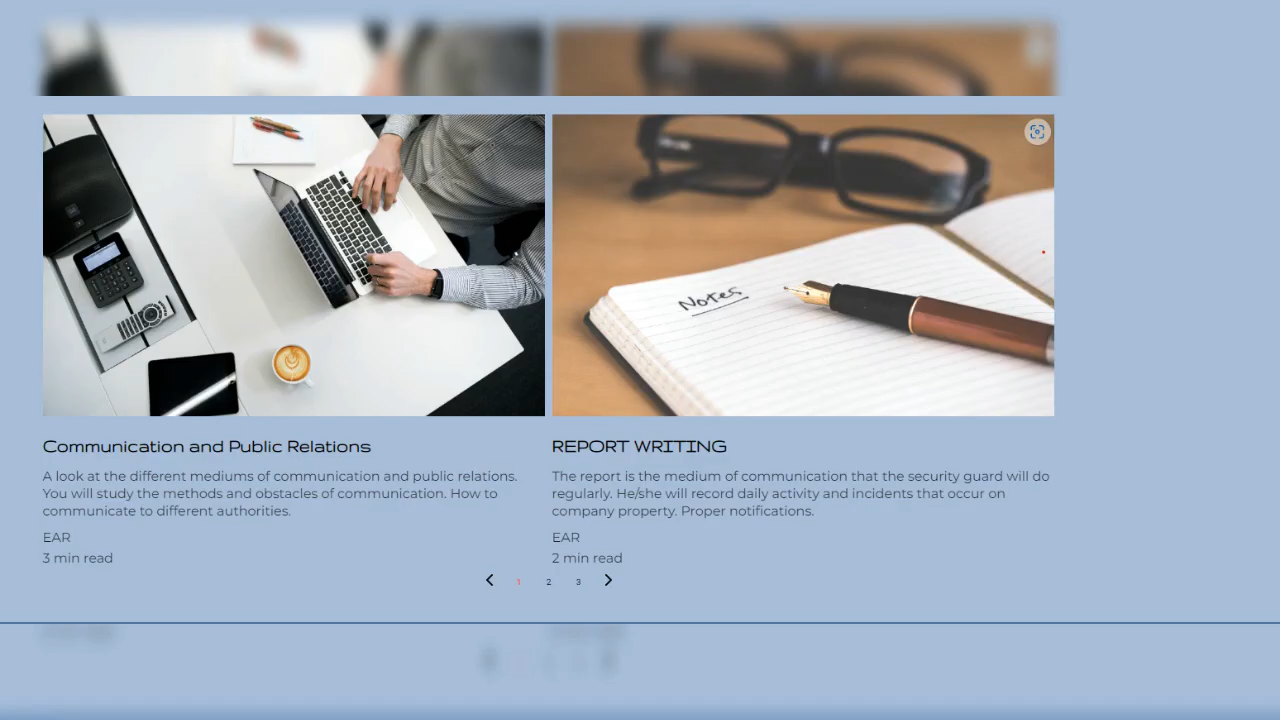 Notes
Communication and Public Relations
A look at the different mediums of communication and public relations.
You will study the methods and obstacles of communication. How to
communicate to different authorities.
EAR
3 min read
REPORT WRITING
The report is the medium of communication that the security guard will do
regularly. He/she will record daily activity and incidents that occur on
company property. Proper notifications.
EAR
2 min read
1 2 3